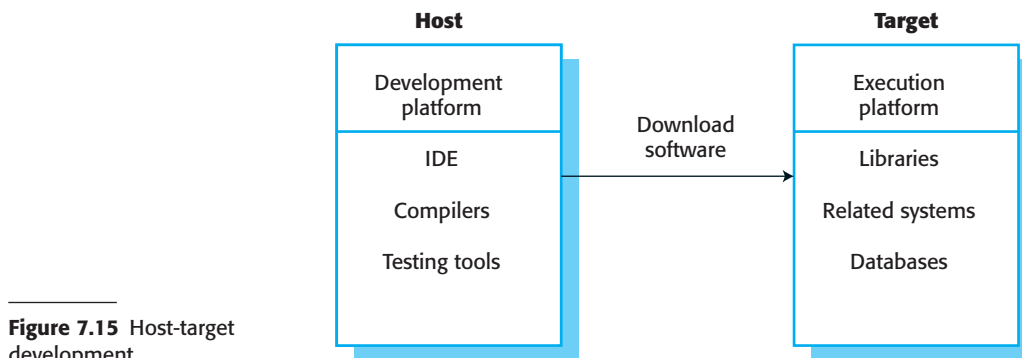 Host
Target
Development
platform
Execution
platform
Download
software
IDE
Libraries
Compilers
Related systems
Testing tools
Databases
Figure 7.15 Host-target
development